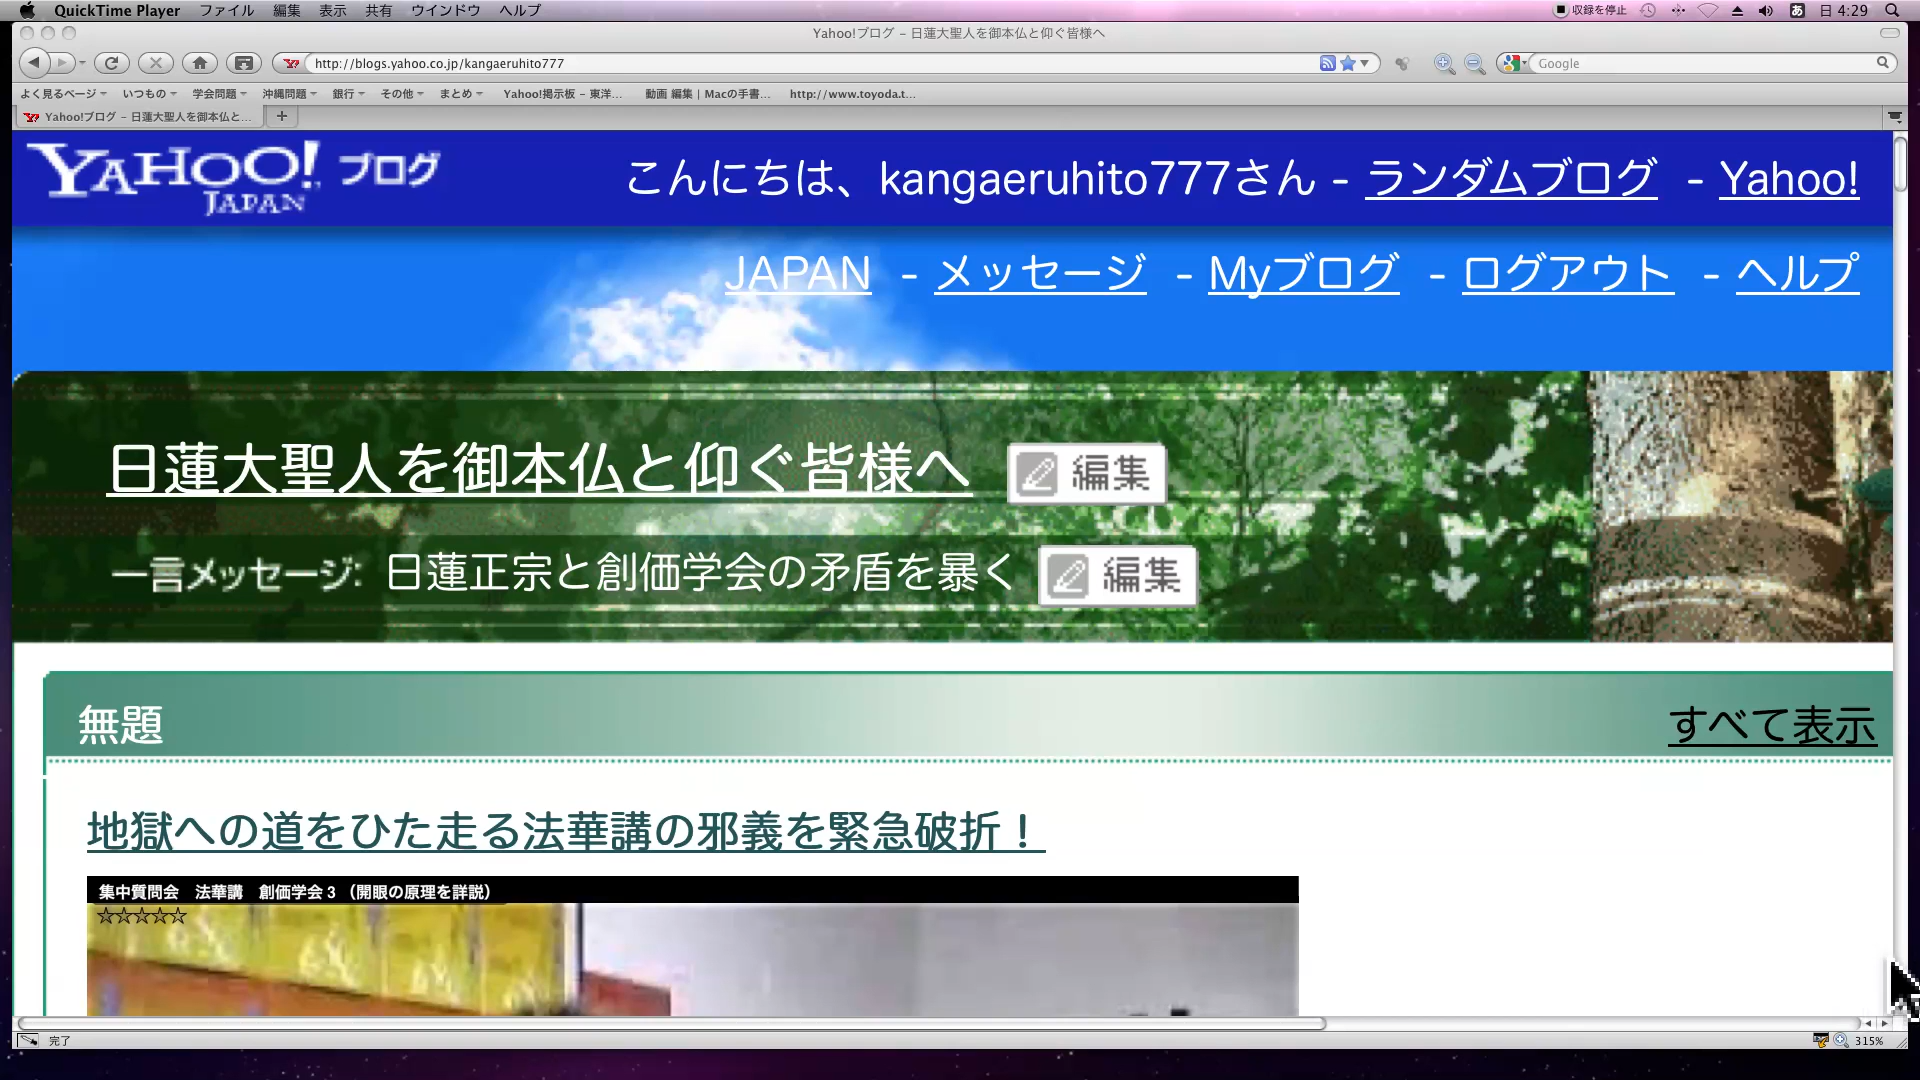 QuickTime Player ファイル 編集 表示 共有 ウインドウ ヘルプ 収録を停止 あ 日 4:29
Yahoo!ブログ – 日蓮大聖人を御本仏と仰ぐ皆様へ
http://blogs.yahoo.co.jp/kangaeruhito777 Google
よく見るページ いつもの 学会問題 沖縄問題 銀行 その他 まとめ Yahoo!掲示板 – 東洋... 動画 編集 | Macの手書... http://www.toyoda.t...
Yahoo!ブログ – 日蓮大聖人を御本仏と... +
YAHOO! JAPAN ブログ
こんにちは、kangaeruhito777さん - ランダムブログ - Yahoo!
JAPAN - メッセージ - Myブログ - ログアウト - ヘルプ
日蓮大聖人を御本仏と仰ぐ皆様へ 編集
一言メッセージ: 日蓮正宗と創価学会の矛盾を暴く 編集
無題 すべて表示
地獄への道をひた走る法華講の邪義を緊急破折！
集中質問会 法華講 創価学会３（開眼の原理を詳説）
☆☆☆☆☆
完了 315%